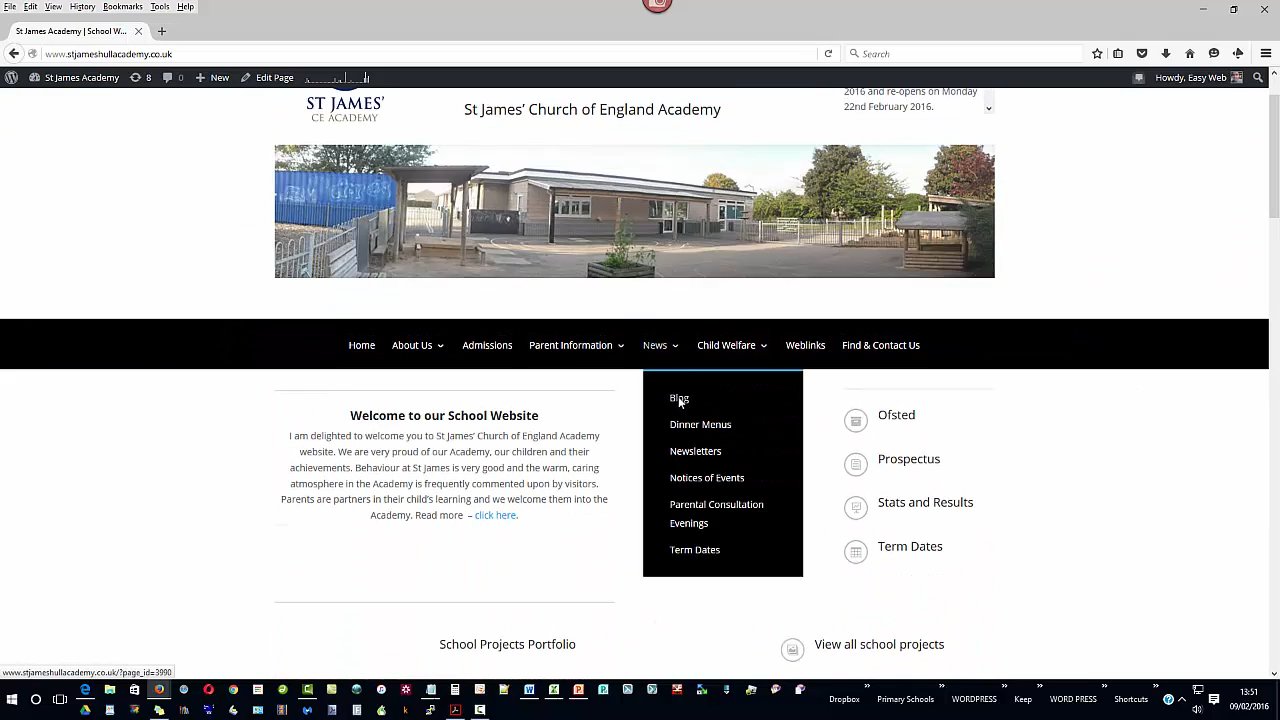 File Edit View History Bookmarks Tools Help
St James Academy | School W...
www.stjameshullacademy.co.uk
Search
St James Academy 8 0 New Edit Page
Howdy, Easy Web
ST JAMES'
CE ACADEMY
St James' Church of England Academy
2016 and re-opens on Monday
22nd February 2016.
Home About Us Admissions Parent Information News Child Welfare Weblinks Find & Contact Us
Welcome to our School Website
I am delighted to welcome you to St James' Church of England Academy
website. We are very proud of our Academy, our children and their
achievements. Behaviour at St James is very good and the warm, caring
atmosphere in the Academy is frequently commented upon by visitors.
Parents are partners in their child's learning and we welcome them into the
Academy. Read more – click here.
Blog
Dinner Menus
Newsletters
Notices of Events
Parental Consultation
Evenings
Term Dates
Ofsted
Prospectus
Stats and Results
Term Dates
School Projects Portfolio
View all school projects
www.stjameshullacademy.co.uk/?page_id=3990
Dropbox Primary Schools WORDPRESS Keep WORD PRESS Shortcuts
13:51
09/02/2016